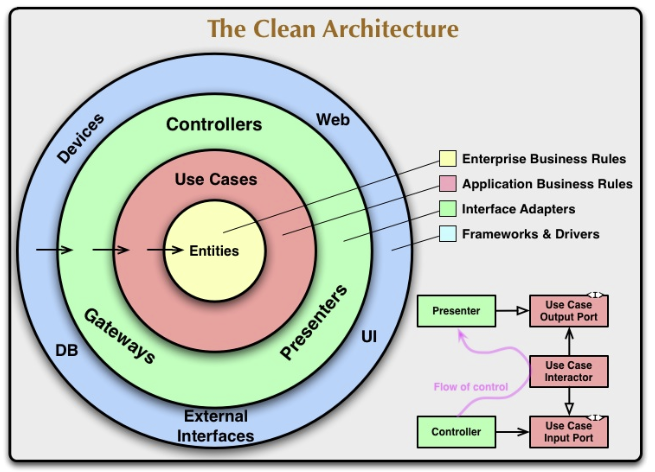 The Clean Architecture
Devices
Web
Controllers
Use Cases
Entities
Gateways
Presenters
DB
UI
External
Interfaces
Enterprise Business Rules
Application Business Rules
Interface Adapters
Frameworks & Drivers
Presenter
Use Case
Output Port
<I>
Flow of control
Use Case
Interactor
Controller
Use Case
Input Port
<I>